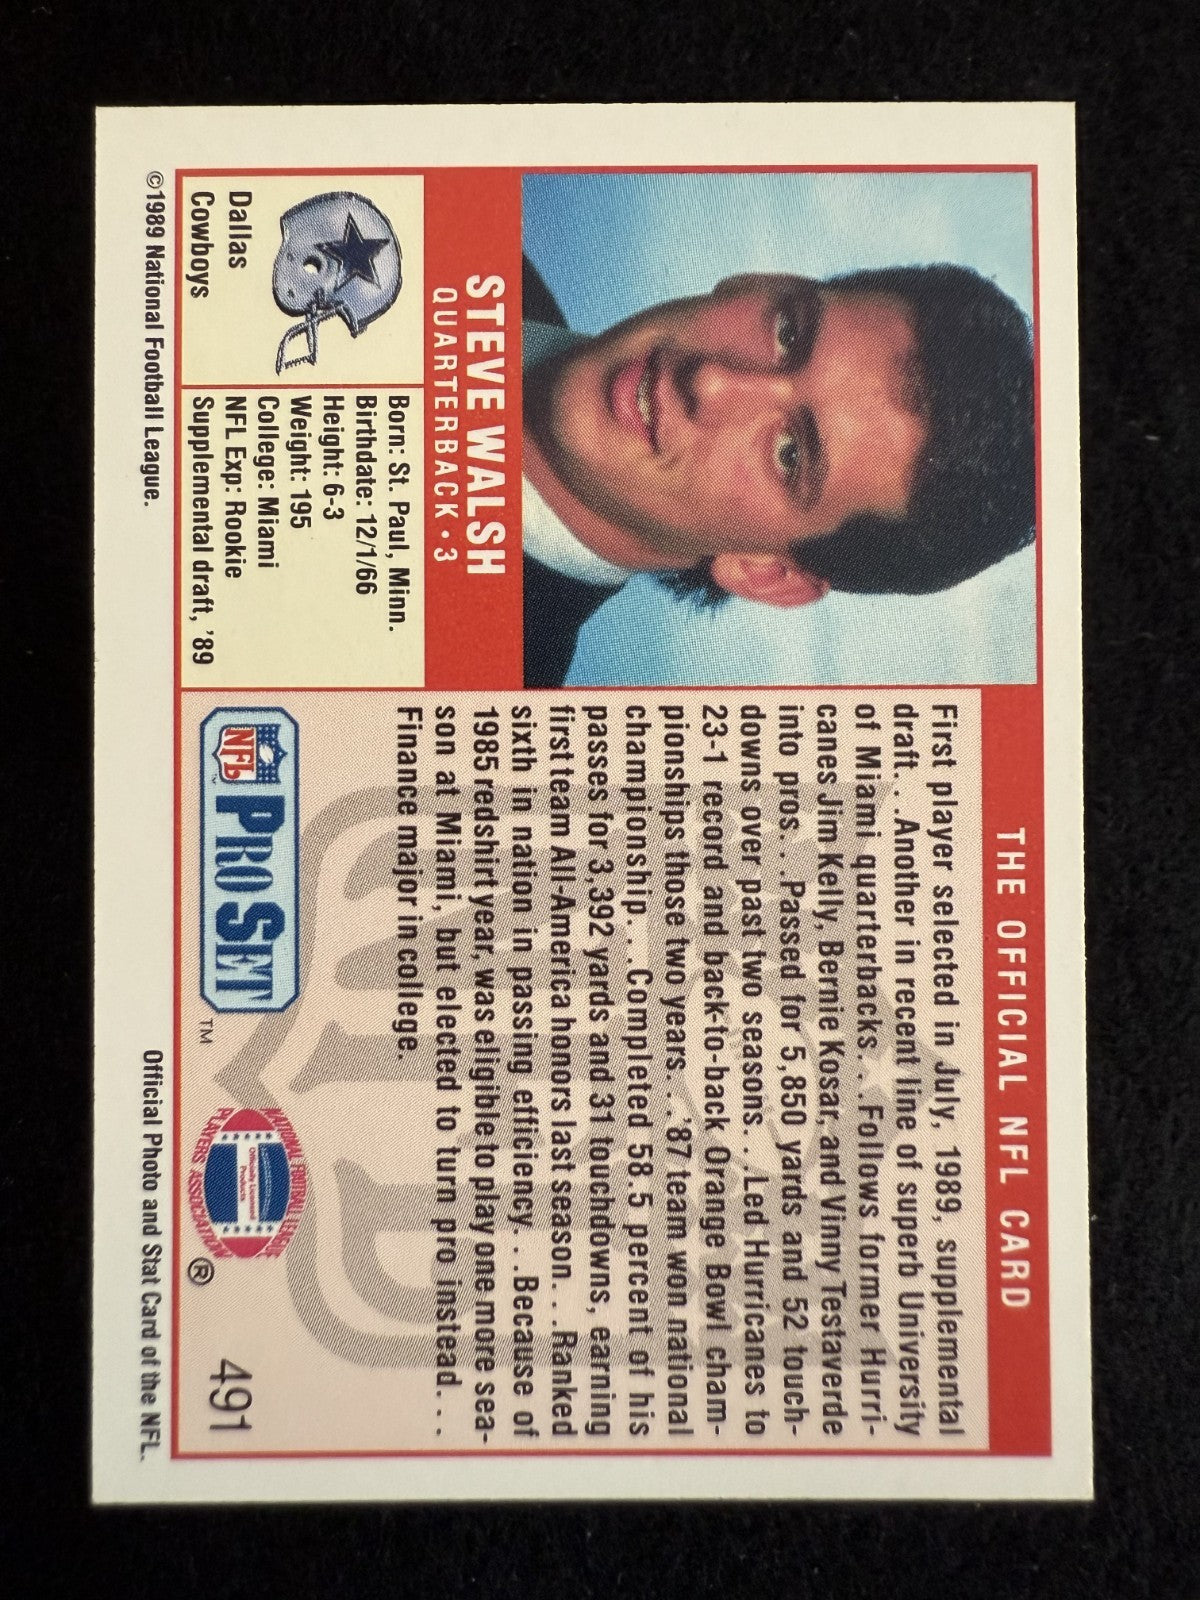 THE OFFICIAL NFL CARD
STEVE WALSH
QUARTERBACK • 3
Dallas
Cowboys
Born: St. Paul, Minn.
Birthdate: 12/1/66
Height: 6-3
Weight: 195
College: Miami
NFL Exp: Rookie
Supplemental draft, '89
First player selected in July, 1989, supplemental
draft. . .Another in recent line of superb University
of Miami quarterbacks. . .Follows former Hurri-
canes Jim Kelly, Bernie Kosar, and Vinny Testaverde
into pros. . .Passed for 5,850 yards and 52 touch-
downs over past two seasons. . .Led Hurricanes to
23-1 record and back-to-back Orange Bowl cham-
pionships those two years. . .'87 team won national
championship. . .Completed 58.5 percent of his
passes for 3,392 yards and 31 touchdowns, earning
first team All-America honors last season. . .Ranked
sixth in nation in passing efficiency. . .Because of
1985 redshirt year, was eligible to play one more sea-
son at Miami, but elected to turn pro instead. . .
Finance major in college.
NFL
PRO SET
™
NATIONAL FOOTBALL LEAGUE
Officially Licensed
Products
PLAYERS ASSOCIATION
®
491
©1989 National Football League.
Official Photo and Stat Card of the NFL.